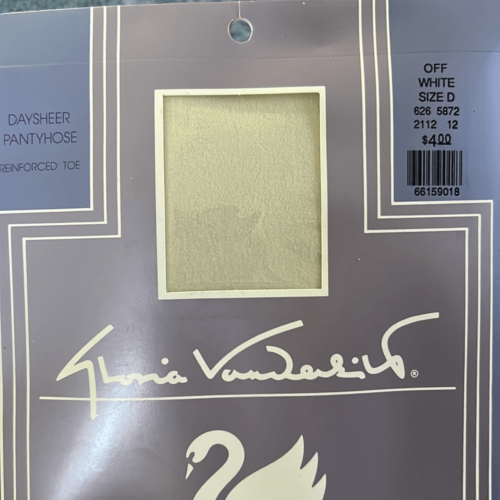 DAYSHEER
PANTYHOSE
REINFORCED TOE
OFF
WHITE
SIZE D
626 5872
2112 12
$4.00
66159018
Gloria Vanderbilt®